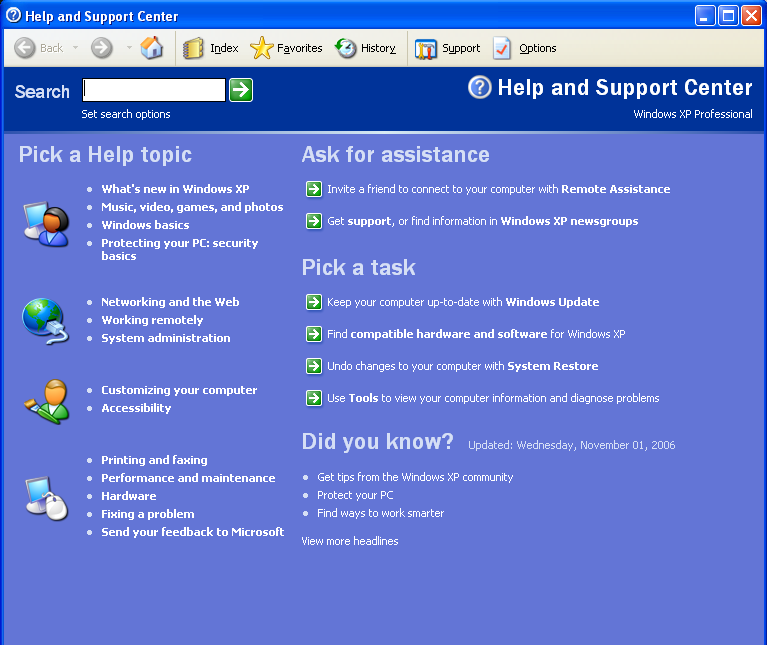 Help and Support Center
Back Index Favorites History Support Options
Search
Set search options
Help and Support Center
Windows XP Professional
Pick a Help topic
What's new in Windows XP
Music, video, games, and photos
Windows basics
Protecting your PC: security
basics
Networking and the Web
Working remotely
System administration
Customizing your computer
Accessibility
Printing and faxing
Performance and maintenance
Hardware
Fixing a problem
Send your feedback to Microsoft
Ask for assistance
Invite a friend to connect to your computer with Remote Assistance
Get support, or find information in Windows XP newsgroups
Pick a task
Keep your computer up-to-date with Windows Update
Find compatible hardware and software for Windows XP
Undo changes to your computer with System Restore
Use Tools to view your computer information and diagnose problems
Did you know? Updated: Wednesday, November 01, 2006
Get tips from the Windows XP community
Protect your PC
Find ways to work smarter
View more headlines